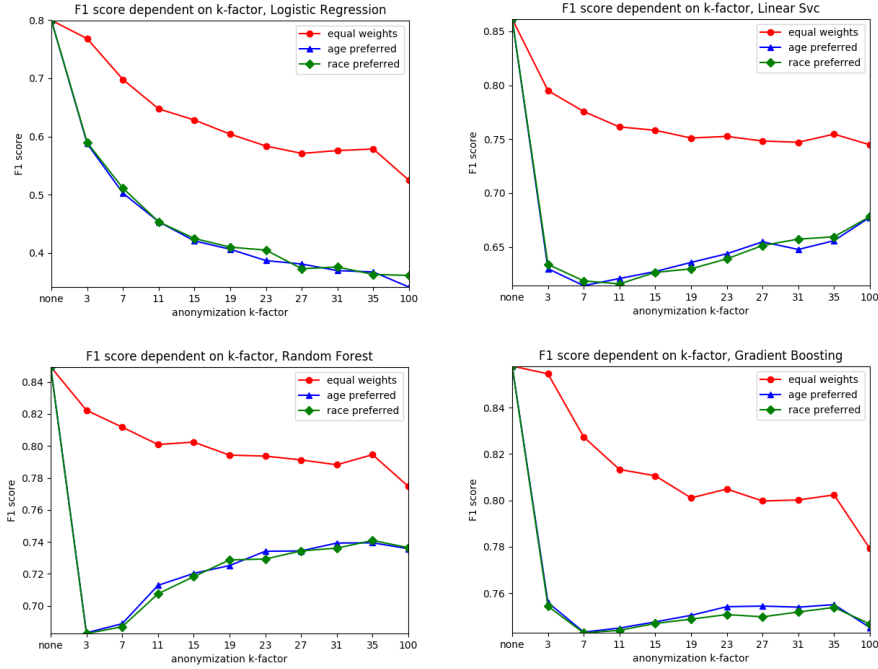 F1 score dependent on k-factor, Logistic Regression
0.8
0.7
0.6
0.5
0.4
F1 score
equal weights
age preferred
race preferred
none 3 7 11 15 19 23 27 31 35 100
anonymization k-factor
F1 score dependent on k-factor, Linear Svc
0.85
0.80
0.75
0.70
0.65
F1 score
equal weights
age preferred
race preferred
none 3 7 11 15 19 23 27 31 35 100
anonymization k-factor
F1 score dependent on k-factor, Random Forest
0.84
0.82
0.80
0.78
0.76
0.74
0.72
0.70
F1 score
equal weights
age preferred
race preferred
none 3 7 11 15 19 23 27 31 35 100
anonymization k-factor
F1 score dependent on k-factor, Gradient Boosting
0.84
0.82
0.80
0.78
0.76
F1 score
equal weights
age preferred
race preferred
none 3 7 11 15 19 23 27 31 35 100
anonymization k-factor